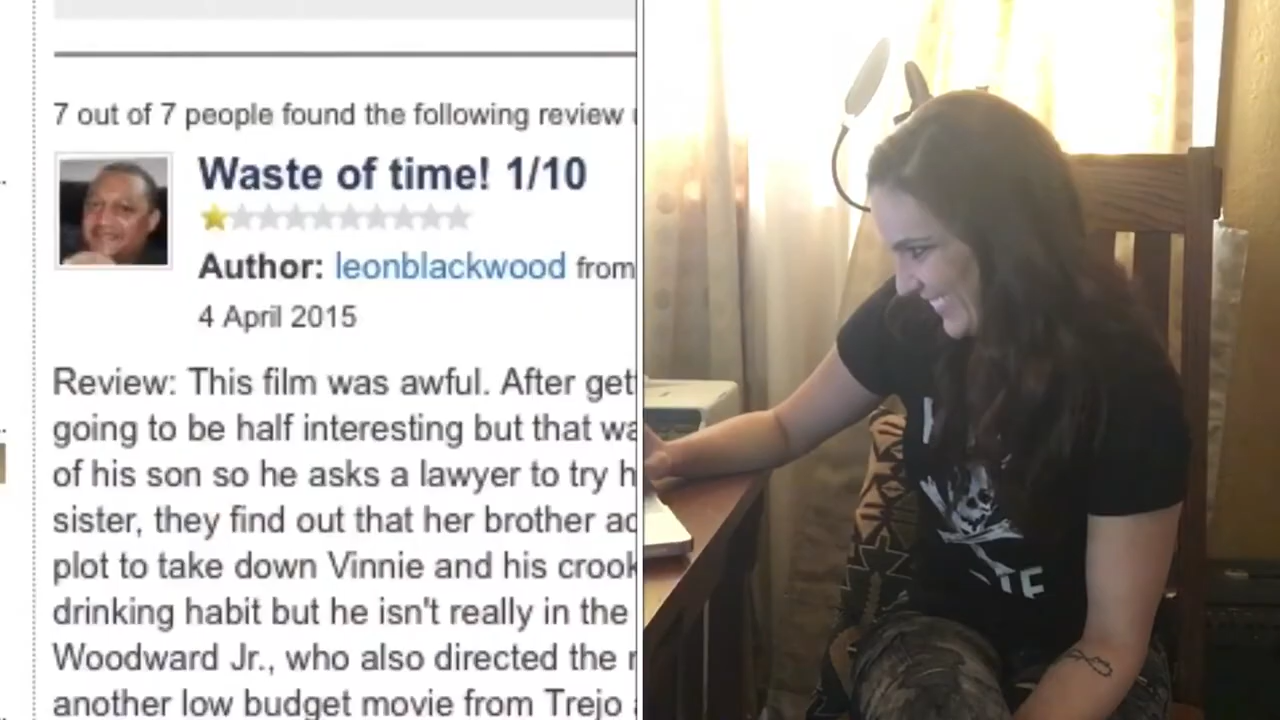 7 out of 7 people found the following review
Waste of time! 1/10
Author: leonblackwood from
4 April 2015
Review: This film was awful. After get
going to be half interesting but that wa
of his son so he asks a lawyer to try h
sister, they find out that her brother ac
plot to take down Vinnie and his crook
drinking habit but he isn't really in the
Woodward Jr., who also directed the r
another low budget movie from Trejo